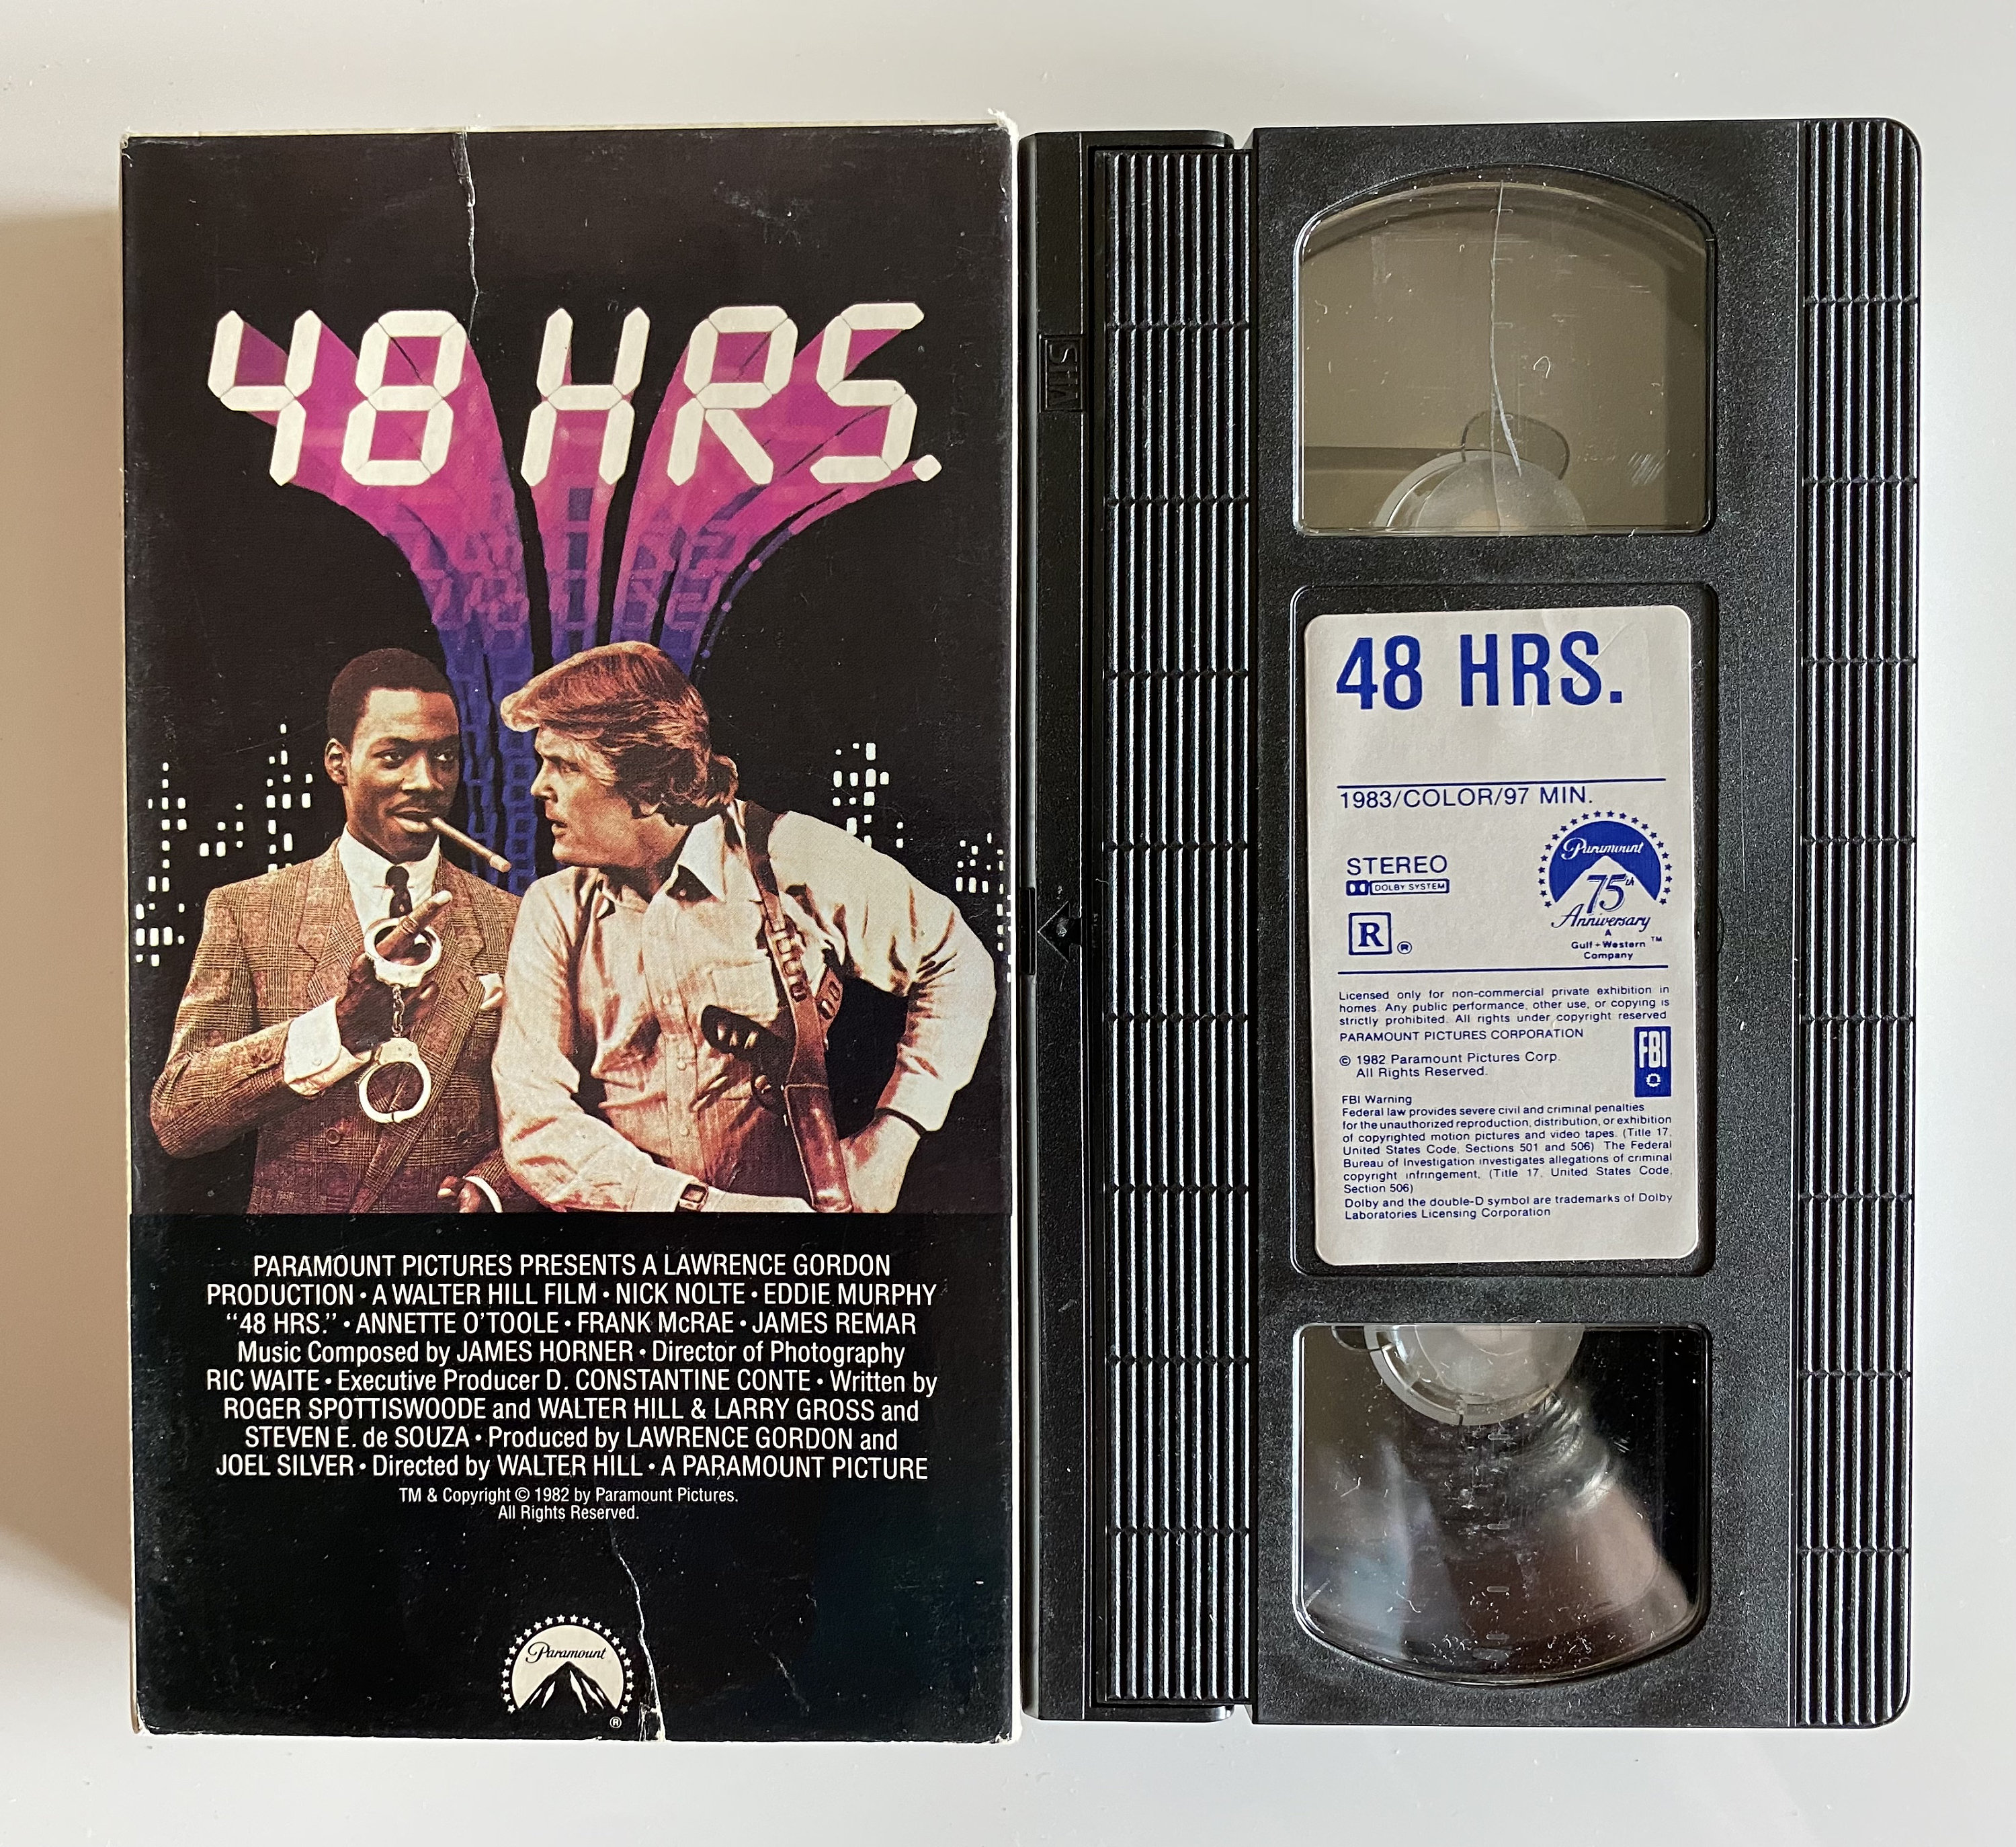 48 HRS.
PARAMOUNT PICTURES PRESENTS A LAWRENCE GORDON
PRODUCTION • A WALTER HILL FILM • NICK NOLTE • EDDIE MURPHY
“48 HRS.” • ANNETTE O’TOOLE • FRANK McRAE • JAMES REMAR
Music Composed by JAMES HORNER • Director of Photography
RIC WAITE • Executive Producer D. CONSTANTINE CONTE • Written by
ROGER SPOTTISWOODE and WALTER HILL & LARRY GROSS and
STEVEN E. de SOUZA • Produced by LAWRENCE GORDON and
JOEL SILVER • Directed by WALTER HILL • A PARAMOUNT PICTURE
TM & Copyright © 1982 by Paramount Pictures.
All Rights Reserved.
Paramount
®
VHS
48 HRS.
1983/COLOR/97 MIN.
STEREO
DOLBY SYSTEM
R ®
Paramount
75th
Anniversary
A
Gulf+Western ™
Company
Licensed only for non-commercial private exhibition in
homes. Any public performance, other use, or copying is
strictly prohibited. All rights under copyright reserved
PARAMOUNT PICTURES CORPORATION
© 1982 Paramount Pictures Corp.
All Rights Reserved.
FBI
FBI Warning
Federal law provides severe civil and criminal penalties
for the unauthorized reproduction, distribution, or exhibition
of copyrighted motion pictures and video tapes. (Title 17,
United States Code, Sections 501 and 506) The Federal
Bureau of Investigation investigates allegations of criminal
copyright infringement, (Title 17, United States Code,
Section 506)
Dolby and the double-D symbol are trademarks of Dolby
Laboratories Licensing Corporation